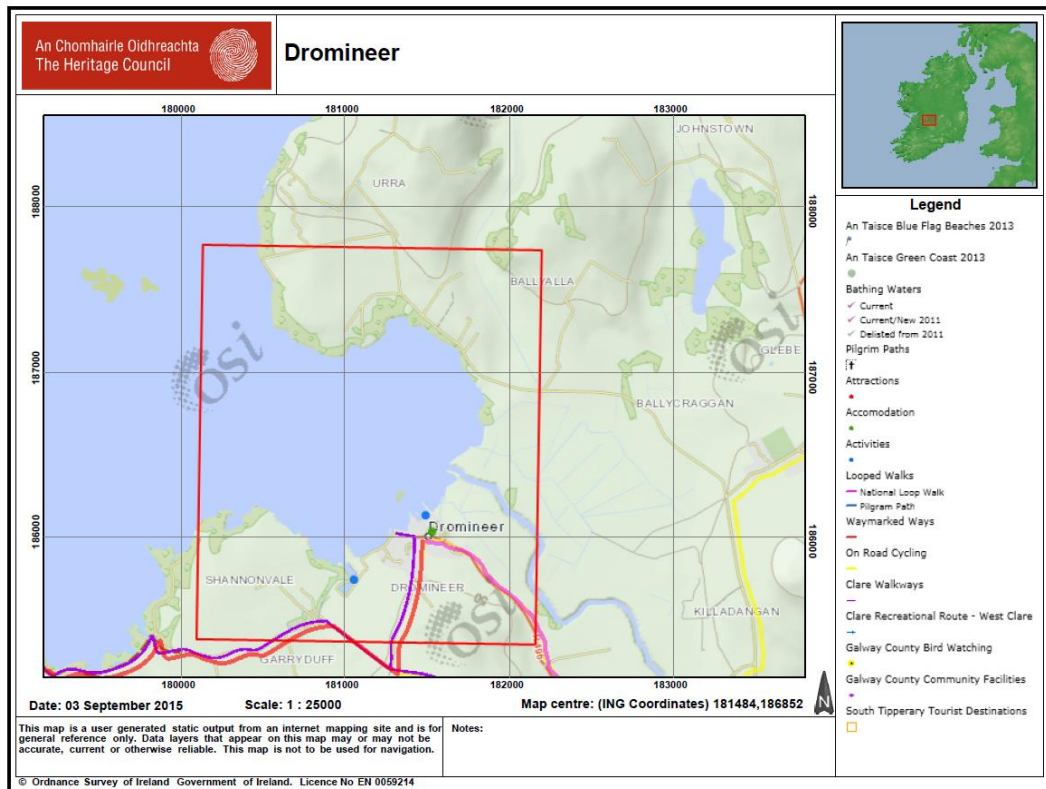 An Chomhairle Oidhreachta
The Heritage Council
Dromineer
180000
181000
182000
183000
JOHNSTOWN
URRA
188000
188000
BALLYALLA
osi
osi
187000
187000
GLEBE
BALLYCRAGGAN
Dromineer
186000
186000
SHANNONVALE
DROMINEER
osi
KILLADANGAN
GARRYDUFF
180000
181000
182000
183000
Date: 03 September 2015
Scale: 1 : 25000
Map centre: (ING Coordinates) 181484,186852
N
This map is a user generated static output from an internet mapping site and is for
general reference only. Data layers that appear on this map may or may not be
accurate, current or otherwise reliable. This map is not to be used for navigation.
Notes:
© Ordnance Survey of Ireland Government of Ireland. Licence No EN 0059214
Legend
An Taisce Blue Flag Beaches 2013
An Taisce Green Coast 2013
Bathing Waters
Current
Current/New 2011
Delisted from 2011
Pilgrim Paths
Attractions
Accomodation
Activities
Looped Walks
National Loop Walk
Pilgram Path
Waymarked Ways
On Road Cycling
Clare Walkways
Clare Recreational Route - West Clare
Galway County Bird Watching
Galway County Community Facilities
South Tipperary Tourist Destinations